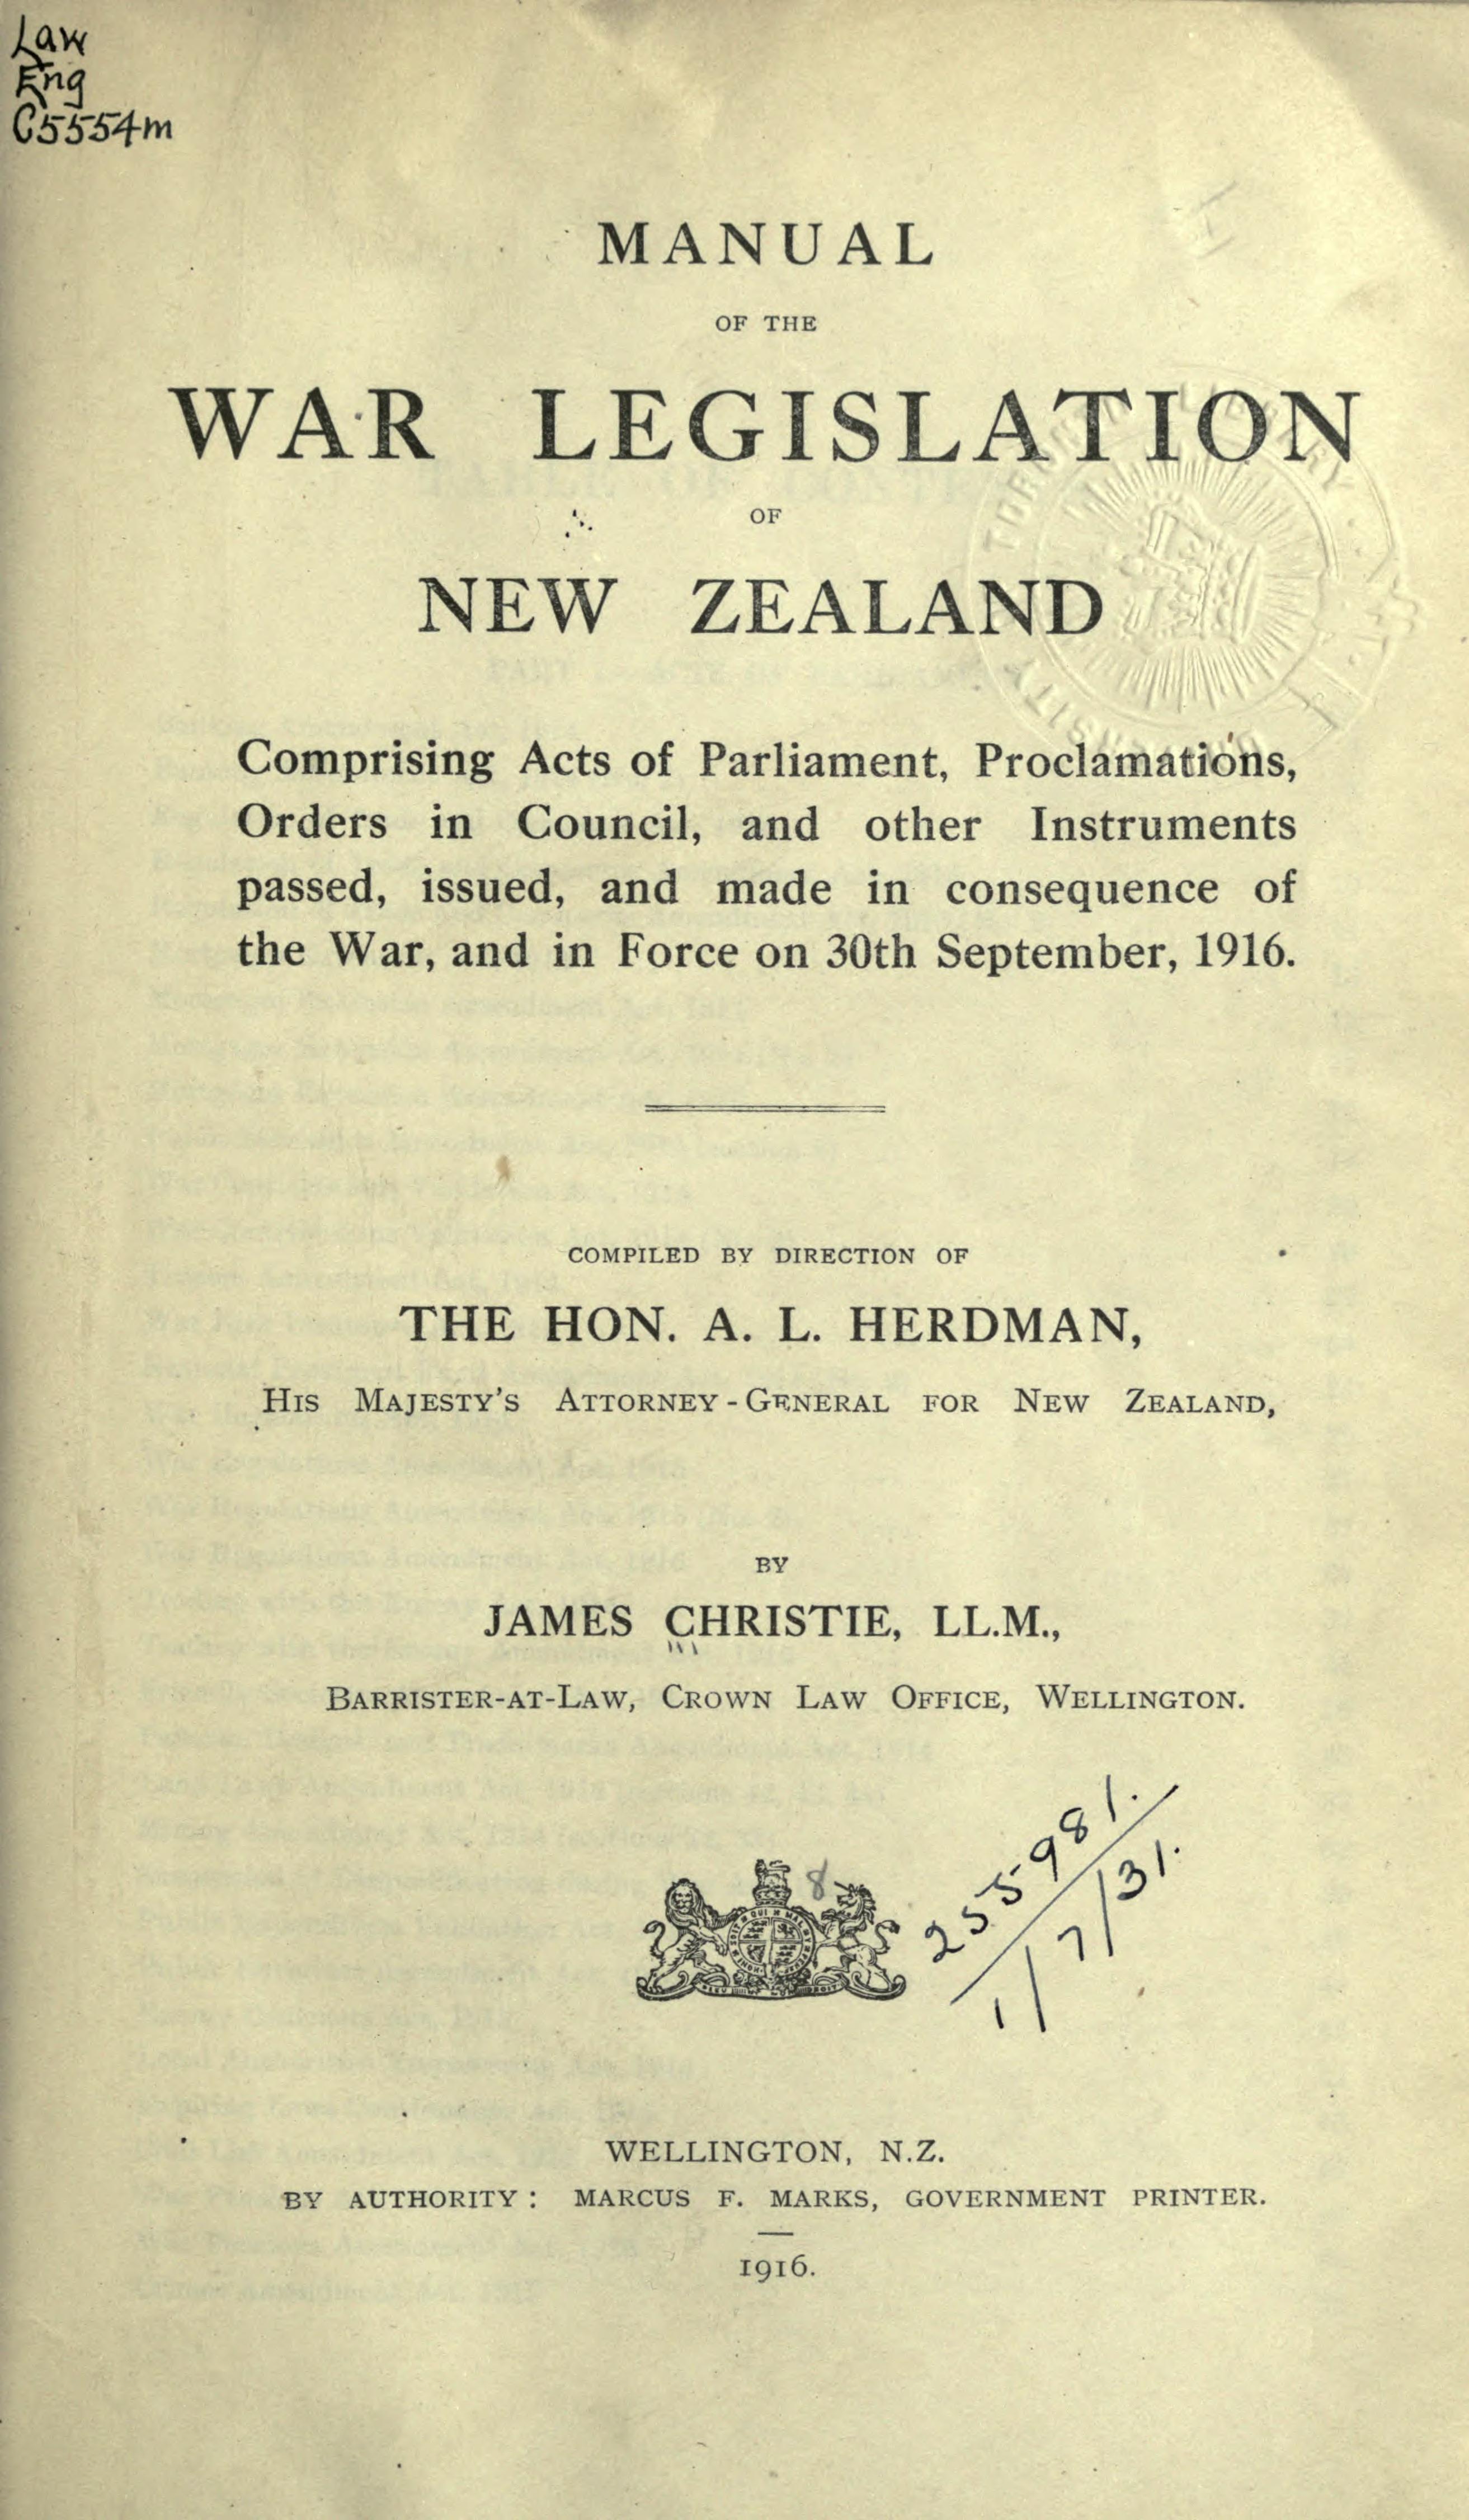 Law
Eng
C5554m
MANUAL
OF THE
WAR LEGISLATION
OF
NEW ZEALAND
Comprising Acts of Parliament, Proclamations,
Orders in Council, and other Instruments
passed, issued, and made in consequence of
the War, and in Force on 30th September, 1916.
COMPILED BY DIRECTION OF
THE HON. A. L. HERDMAN,
HIS MAJESTY'S ATTORNEY-GENERAL FOR NEW ZEALAND,
BY
JAMES CHRISTIE, LL.M.,
BARRISTER-AT-LAW, CROWN LAW OFFICE, WELLINGTON.
8
255981.
1/7/31.
WELLINGTON, N.Z.
BY AUTHORITY: MARCUS F. MARKS, GOVERNMENT PRINTER.
1916.